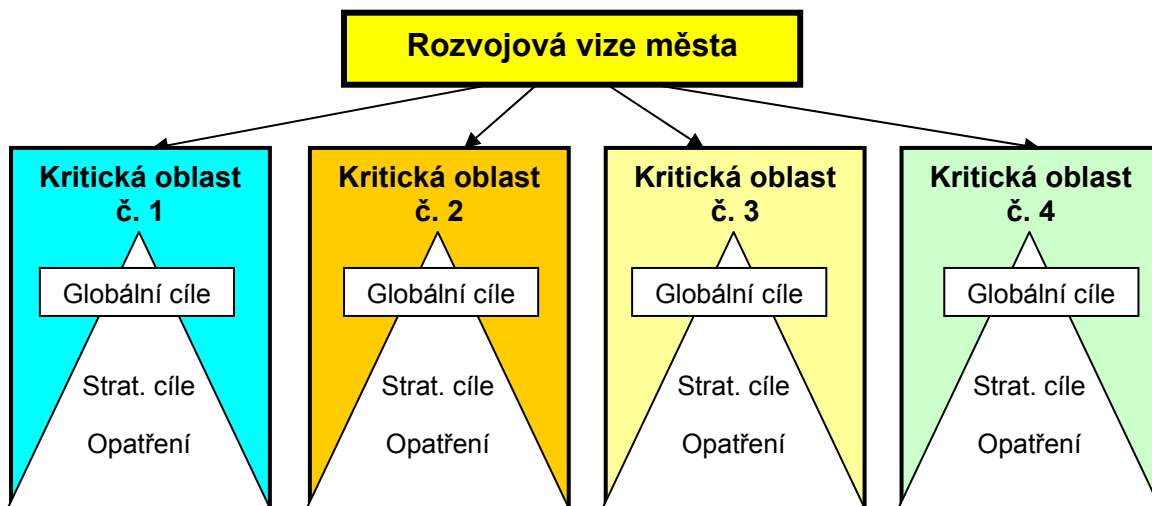 Rozvojová vize města
Kritická oblast
č. 1
Globální cíle
Strat. cíle
Opatření
Kritická oblast
č. 2
Globální cíle
Strat. cíle
Opatření
Kritická oblast
č. 3
Globální cíle
Strat. cíle
Opatření
Kritická oblast
č. 4
Globální cíle
Strat. cíle
Opatření